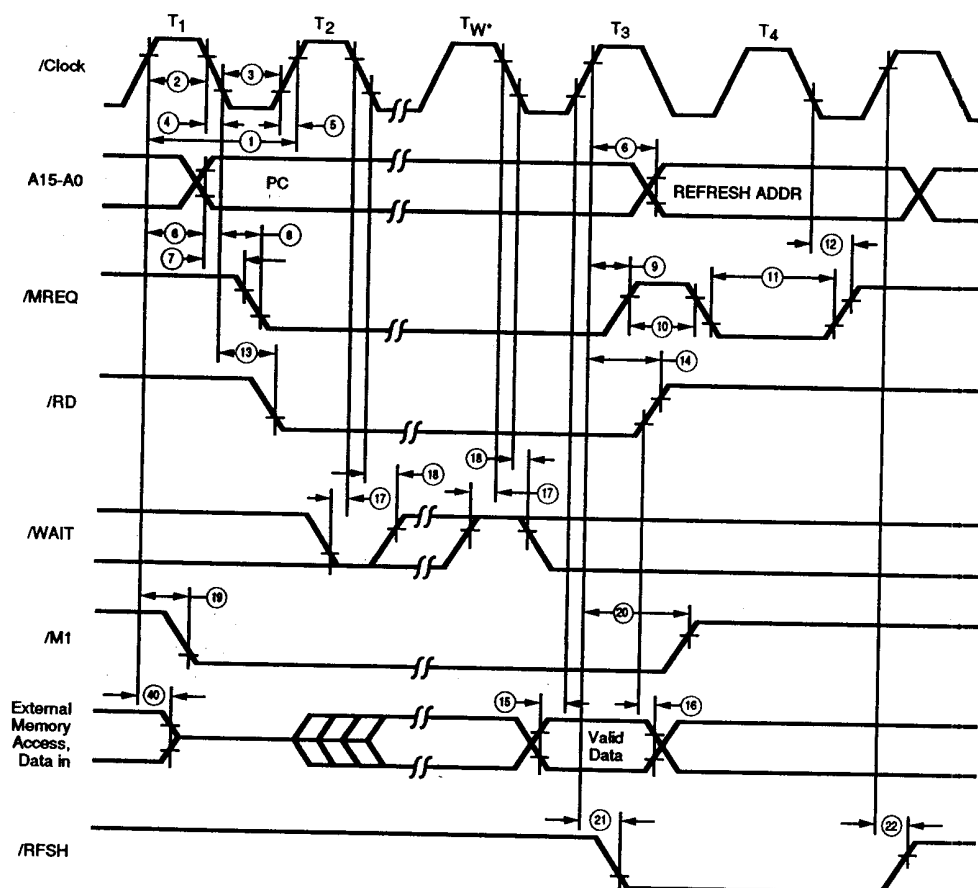 T1 T2 TW* T3 T4
/Clock
2 3
4 5
1
6
A15-A0
PC
REFRESH ADDR
6 8
12
7
9 11
/MREQ
10
13
14
/RD
18 18
17 17
/WAIT
19
20
/M1
40
15 16
External
Memory
Access,
Data in
Valid
Data
21 22
/RFSH